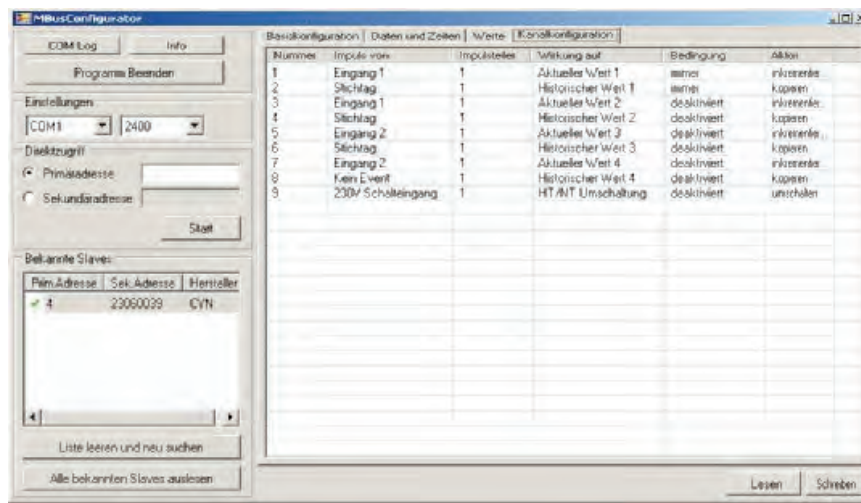 MBusConfigurator
COM Log
Info
Programm Beenden
Einstellungen
COM1
2400
Direktzugriff
Primäradresse
Sekundäradresse
Start
Bekannte Slaves
Prim.Adresse Sek.Adresse Hersteller
4 23060039
Liste leeren und neu suchen
Alle bekannten Slaves auslesen
Basiskonfiguration Daten und Zeiten Werte Kanalkonfiguration
Nummer Impuls von Impulsteiler Wirkung auf Bedingung Aktion
1 Eingang 1 1 Aktueller Wert 1 immer inkremente...
2 Stichtag 1 Historischer Wert 1 immer kopieren
3 Eingang 1 1 Aktueller Wert 2 deaktiviert inkremente...
4 Stichtag 1 Historischer Wert 2 deaktiviert kopieren
5 Eingang 2 1 Aktueller Wert 3 deaktiviert inkremente...
6 Stichtag 1 Historischer Wert 3 deaktiviert kopieren
7 Eingang 2 1 Aktueller Wert 4 deaktiviert inkremente...
8 Kein Event 1 Historischer Wert 4 deaktiviert kopieren
9 230V Schalteingang 1 HT/NT Umschaltung deaktiviert umschalten
Lesen
Schreiben